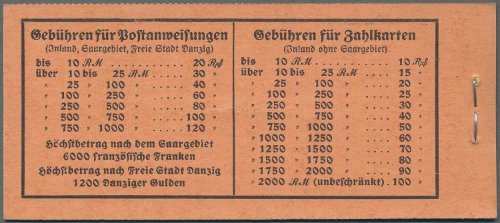 Gebühren für Postanweisungen
(Inland, Saargebiet, Freie Stadt Danzig)
bis 10 RM . . . . . . . 20 Rpf
über 10 bis 25 RM . . . . 30 "
" 25 " 100 " . . . . 40 "
" 100 " 250 " . . . . 60 "
" 250 " 500 " . . . . 80 "
" 500 " 750 " . . . . 100 "
" 750 " 1000 " . . . . 120 "
Höchstbetrag nach dem Saargebiet
6000 französische Franken
Höchstbetrag nach Freie Stadt Danzig
1200 Danziger Gulden
Gebühren für Zahlkarten
(Inland ohne Saargebiet)
bis 10 RM . . . . 10 Rpf
über 10 bis 25 RM . . . . 15 "
" 25 " 100 " . . . . 20 "
" 100 " 250 " . . . . 25 "
" 250 " 500 " . . . . 30 "
" 500 " 750 " . . . . 40 "
" 750 " 1000 " . . . . 50 "
" 1000 " 1250 " . . . . 60 "
" 1250 " 1500 " . . . . 70 "
" 1500 " 1750 " . . . . 80 "
" 1750 " 2000 " . . . . 90 "
" 2000 RM (unbeschränkt) . 100 "